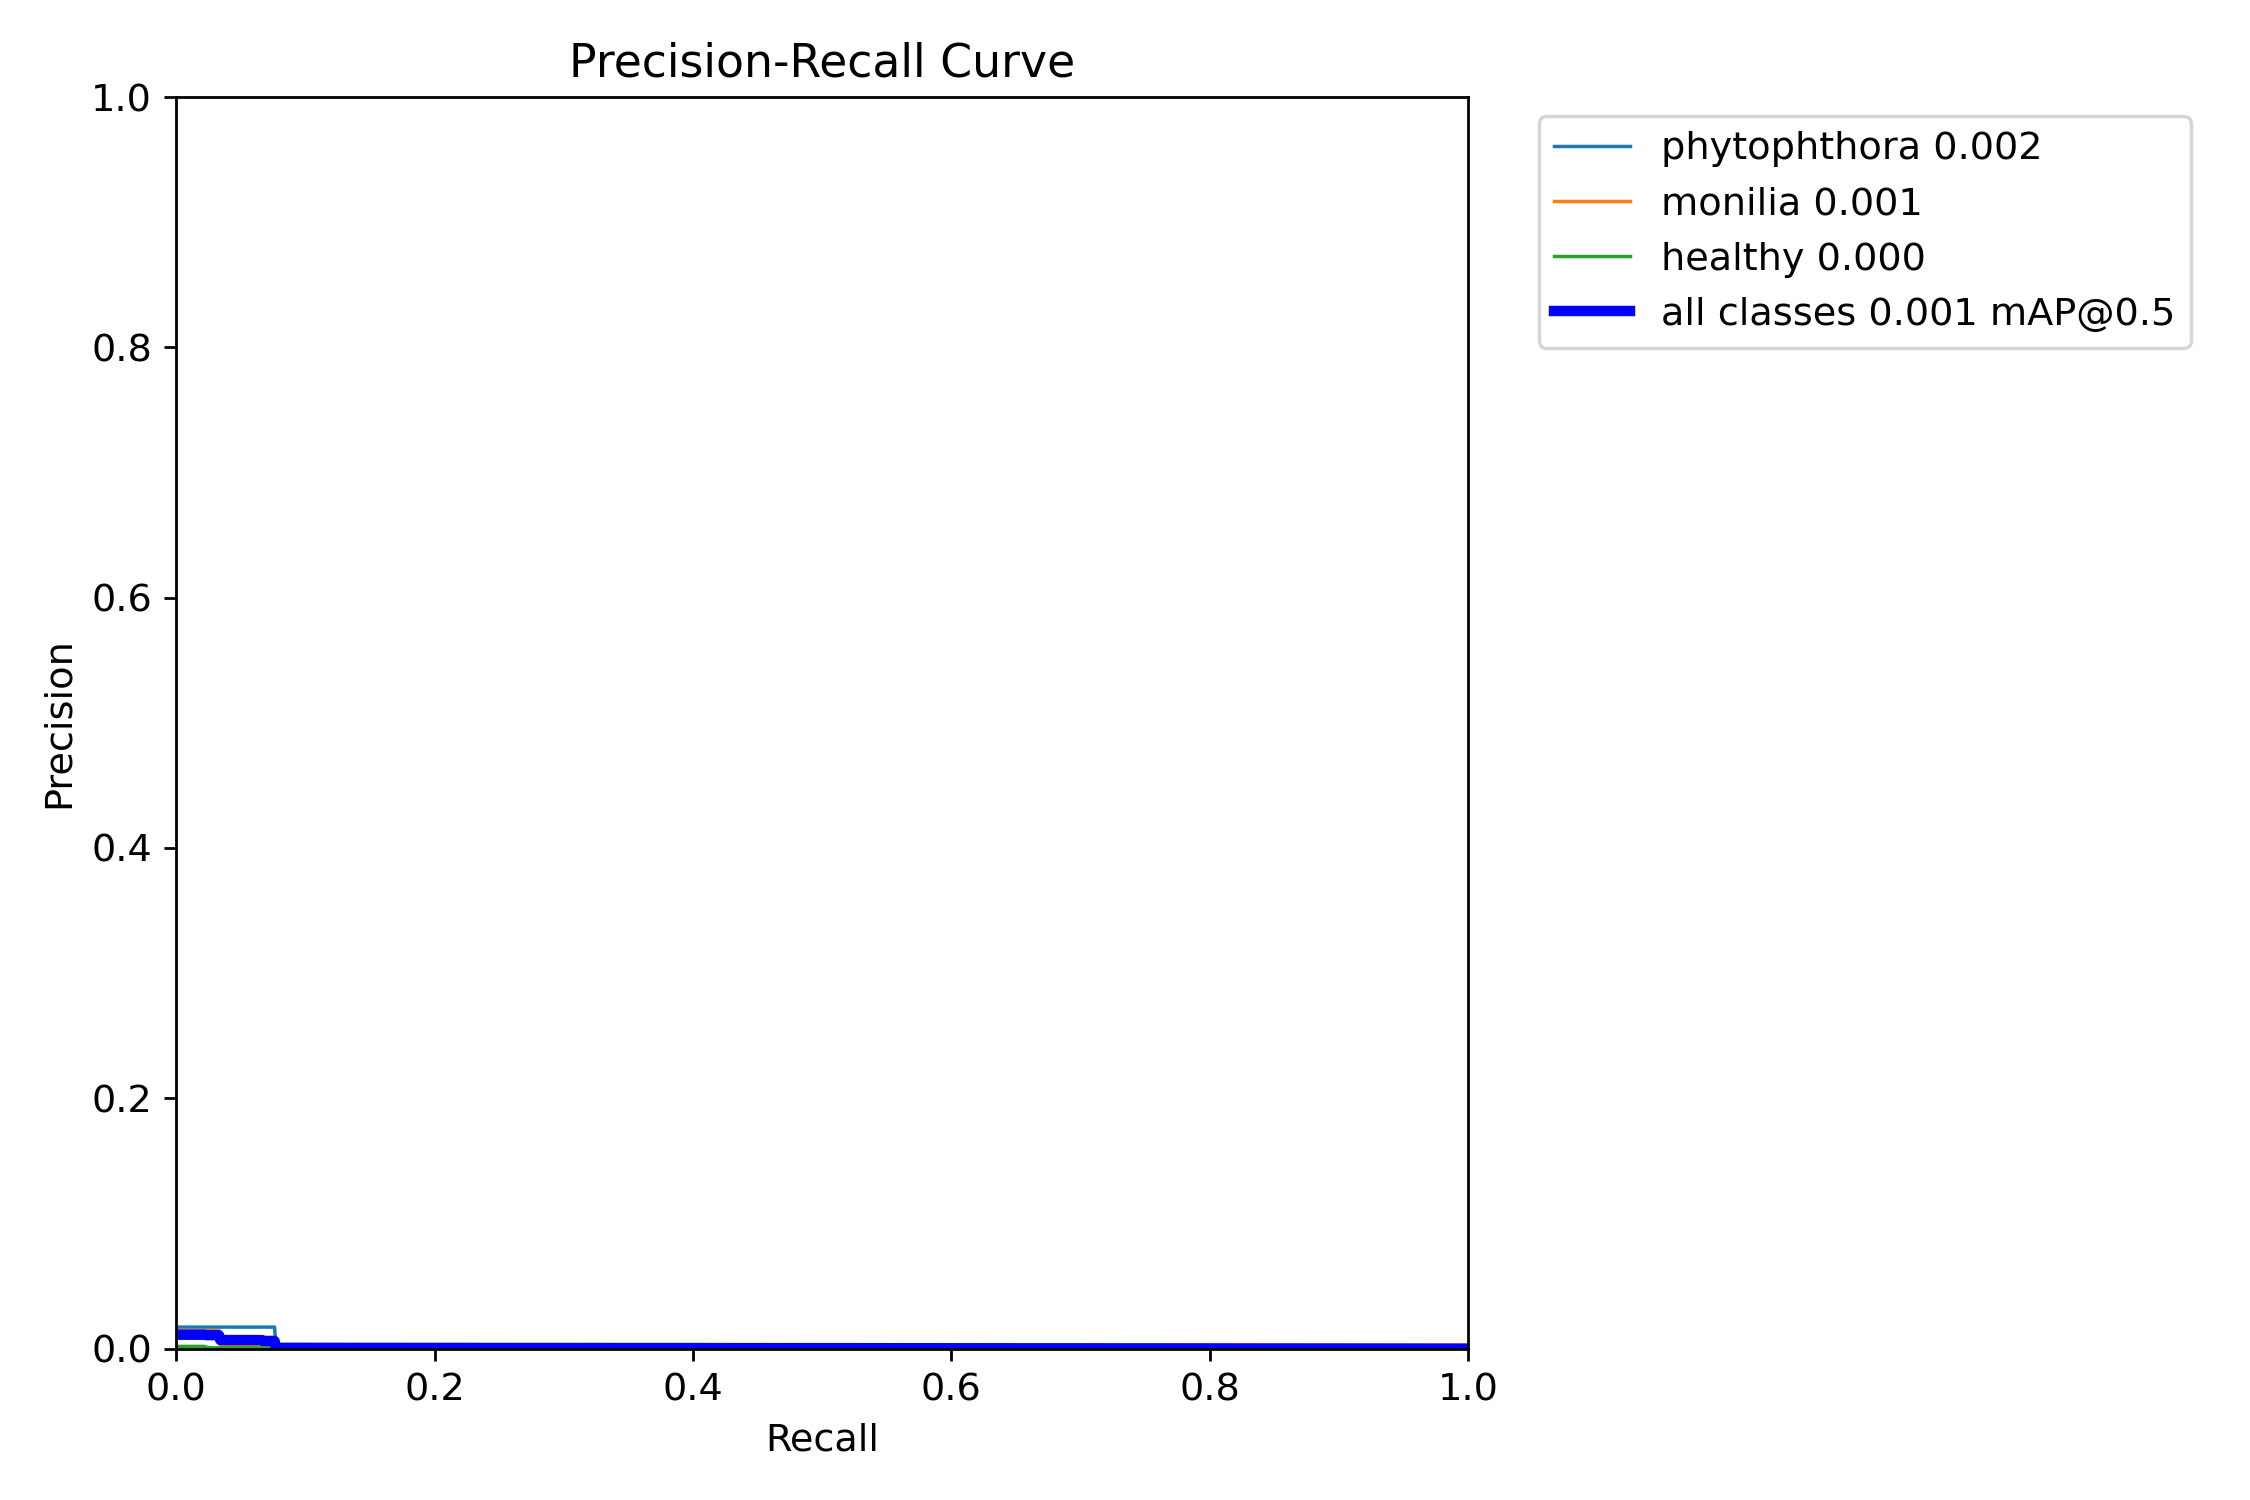 Precision-Recall Curve
1.0
0.8
0.6
0.4
0.2
0.0
Precision
0.0 0.2 0.4 0.6 0.8 1.0
Recall
phytophthora 0.002
monilia 0.001
healthy 0.000
all classes 0.001 mAP@0.5